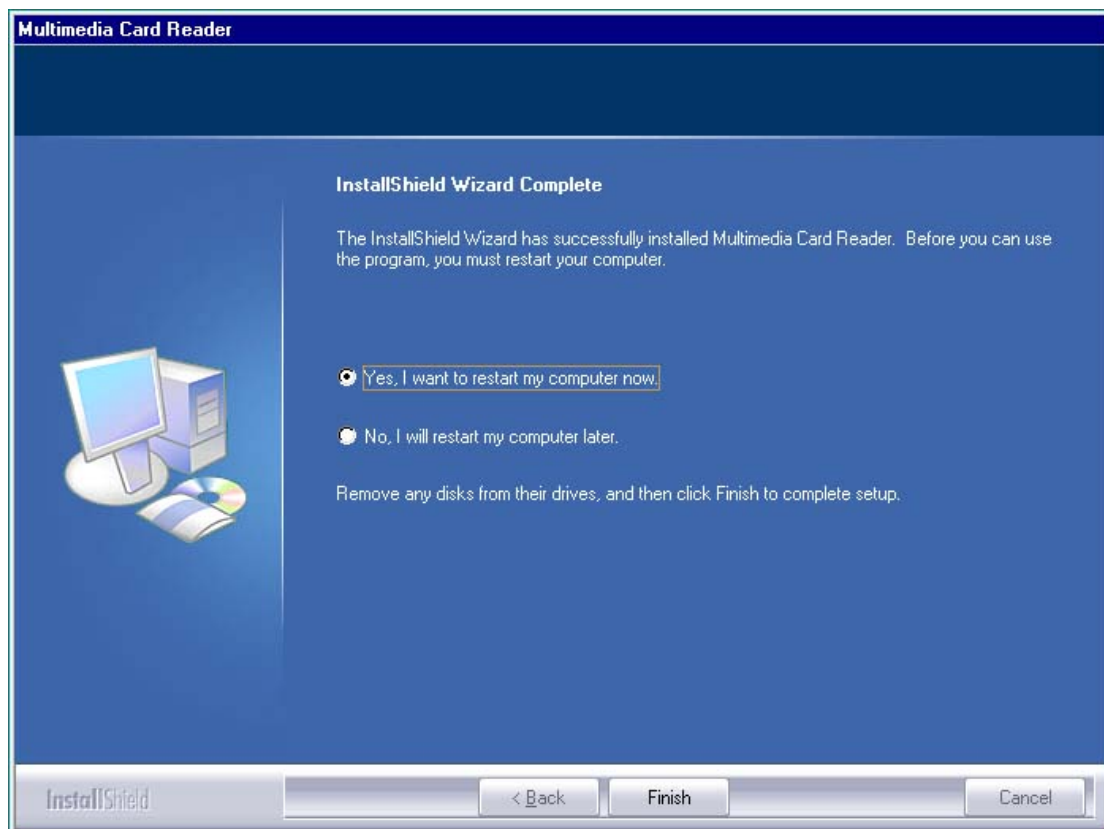 Multimedia Card Reader
InstallShield Wizard Complete
The InstallShield Wizard has successfully installed Multimedia Card Reader.  Before you can use
the program, you must restart your computer.
Yes, I want to restart my computer now.
No, I will restart my computer later.
Remove any disks from their drives, and then click Finish to complete setup.
InstallShield
< Back
Finish
Cancel